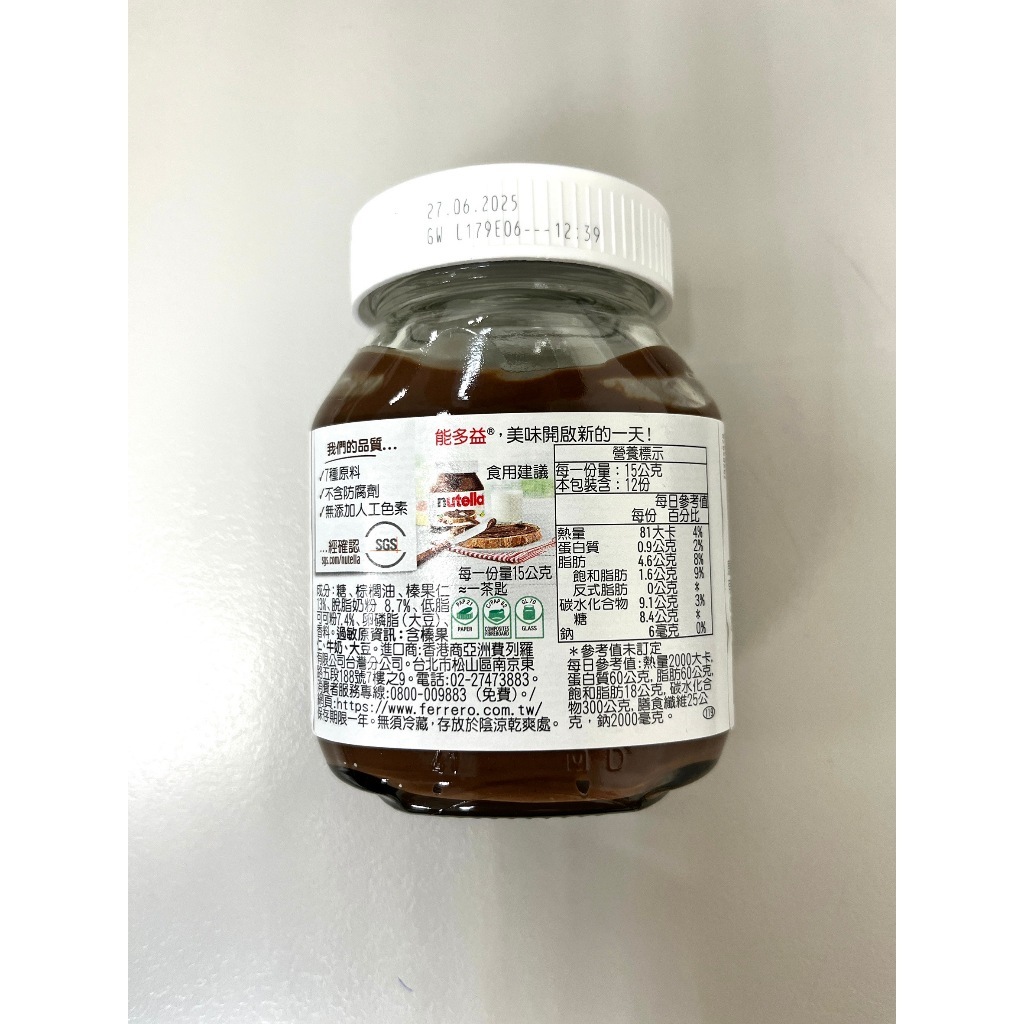 27.06.2025
GW L179E06---12:39
我們的品質...
✓7種原料
✓不含防腐劑
✓無添加人工色素
...經確認
sgs.com/nutella
SGS
能多益®,美味開啟新的一天!
食用建議
nutella
每一份量15公克
≈一茶匙
PAP 21
PAPER
C/PAP 81
COMPOSITES FIBREBOARD
GL 70
GLASS
成分:糖、棕櫚油、榛果仁
13%、脫脂奶粉 8.7%、低脂
可可粉7.4%、卵磷脂(大豆)、
香料。過敏原資訊:含榛果
仁、牛奶、大豆。進口商:香港商亞洲費列羅
有限公司台灣分公司。台北市松山區南京東
路五段188號7樓之9。電話:02-27473883。
消費者服務專線:0800-009883(免費)。/
網頁:https://www.ferrero.com.tw/
保存期限一年。無須冷藏,存放於陰涼乾爽處。
營養標示
每一份量:15公克
本包裝含:12份
每日參考值
每份 百分比
熱量 81大卡 4%
蛋白質 0.9公克 2%
脂肪 4.6公克 8%
飽和脂肪 1.6公克 9%
反式脂肪 0公克 *
碳水化合物 9.1公克 3%
糖 8.4公克 *
鈉 6毫克 0%
*參考值未訂定
每日參考值:熱量2000大卡,
蛋白質60公克, 脂肪60公克,
飽和脂肪18公克, 碳水化合
物300公克, 膳食纖維25公
克,鈉2000毫克。